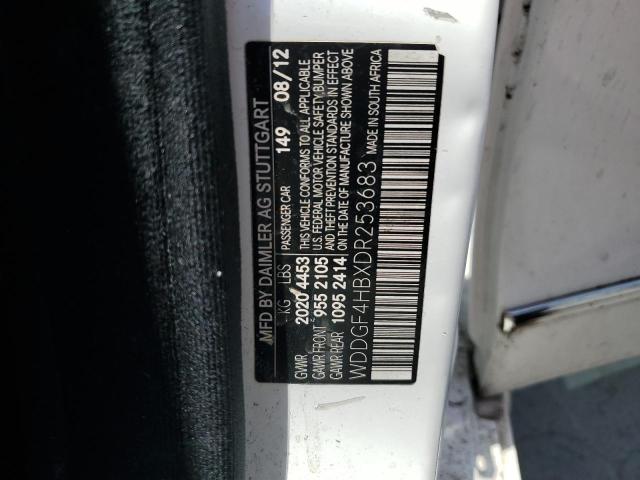 MFD BY DAIMLER AG STUTTGART
KG LBS PASSENGER CAR 149 08/12
GVWR 2020 4453 THIS VEHICLE CONFORMS TO ALL APPLICABLE
GAWR FRONT 955 2105 U.S. FEDERAL MOTOR VEHICLE SAFETY, BUMPER
GAWR REAR 1095 2414 AND THEFT PREVENTION STANDARDS IN EFFECT
ON THE DATE OF MANUFACTURE SHOWN ABOVE
WDDGF4HBXDR253683 MADE IN SOUTH AFRICA